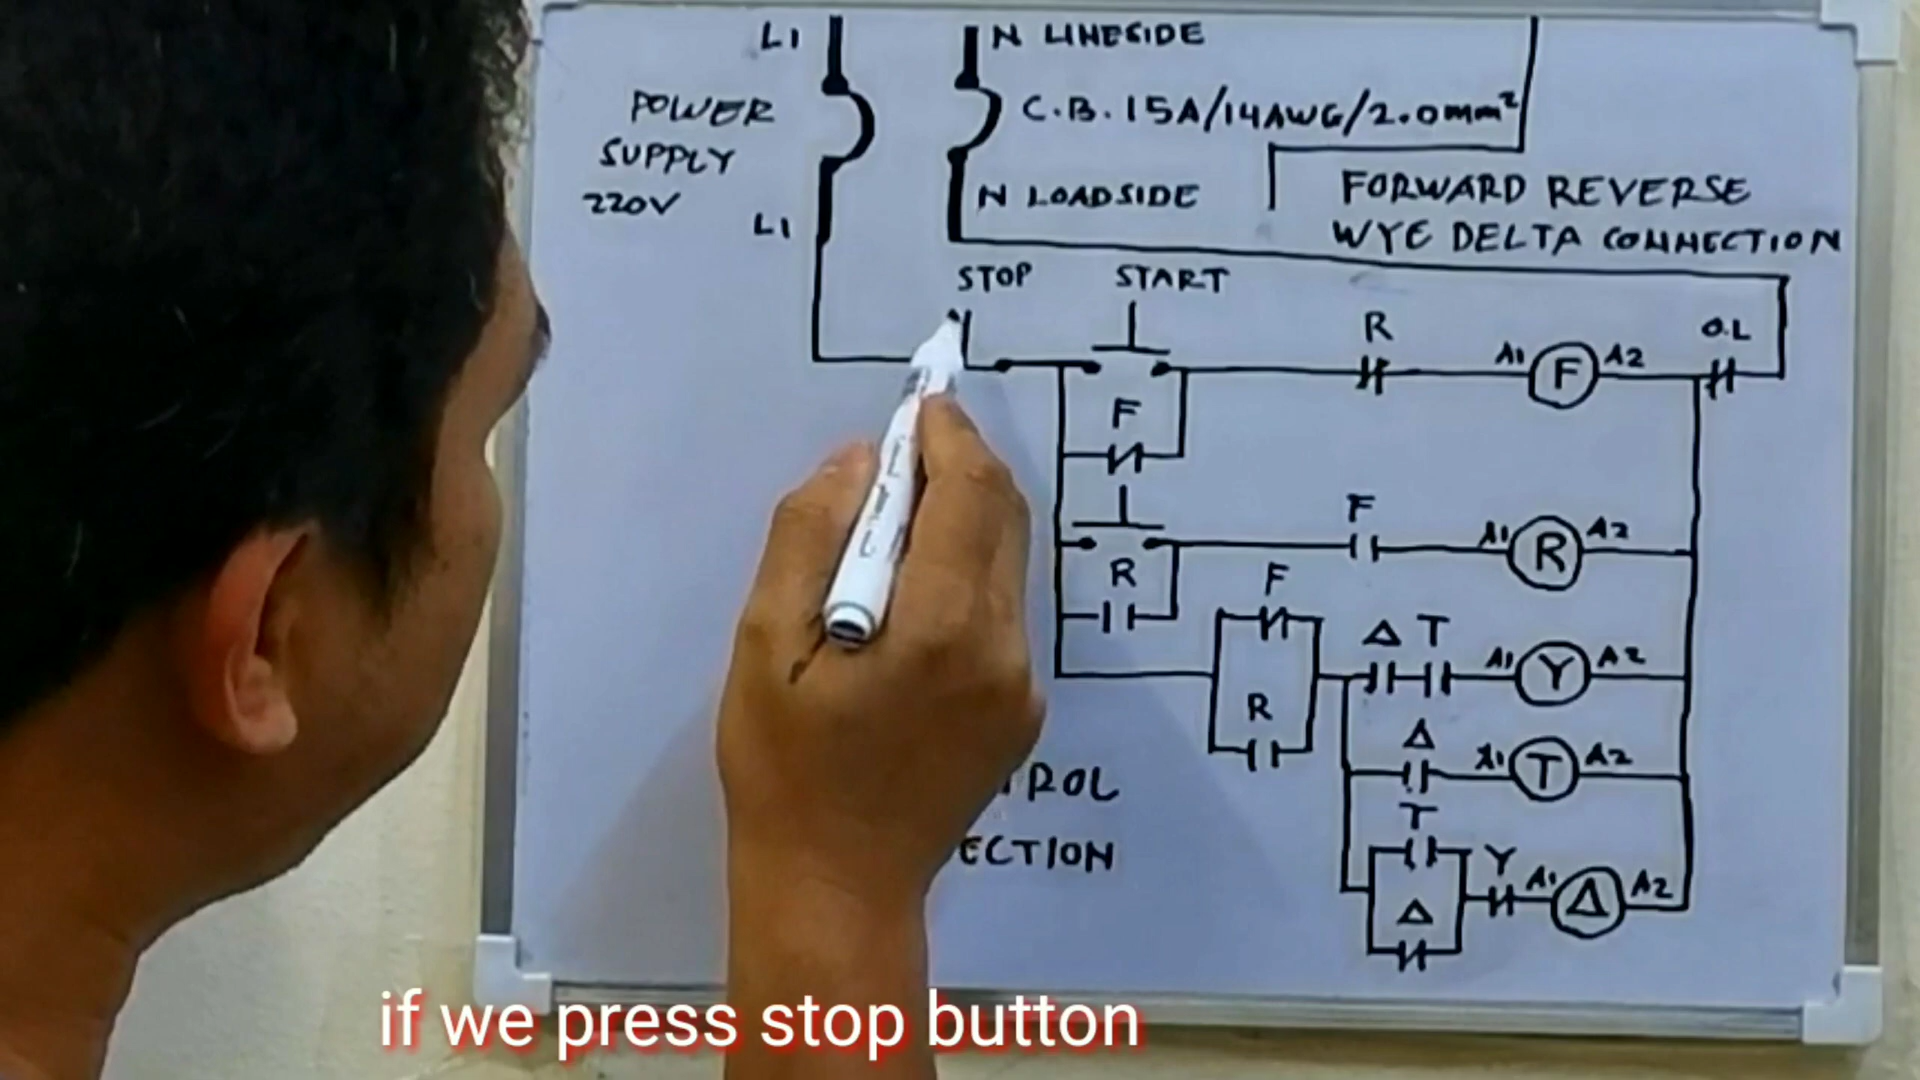 L1
N LINESIDE
POWER
SUPPLY
220V
C.B. 15A/14AWG/2.0mm²
L1
N LOADSIDE
FORWARD REVERSE
WYE DELTA CONNECTION
STOP
START
R
O.L
A1 F A2
F
F
A1 R A2
R
F
Δ T
A1 Y A2
R
Δ
A1 T A2
T
Y
A1 Δ A2
Δ
ROL
ECTION
if we press stop button